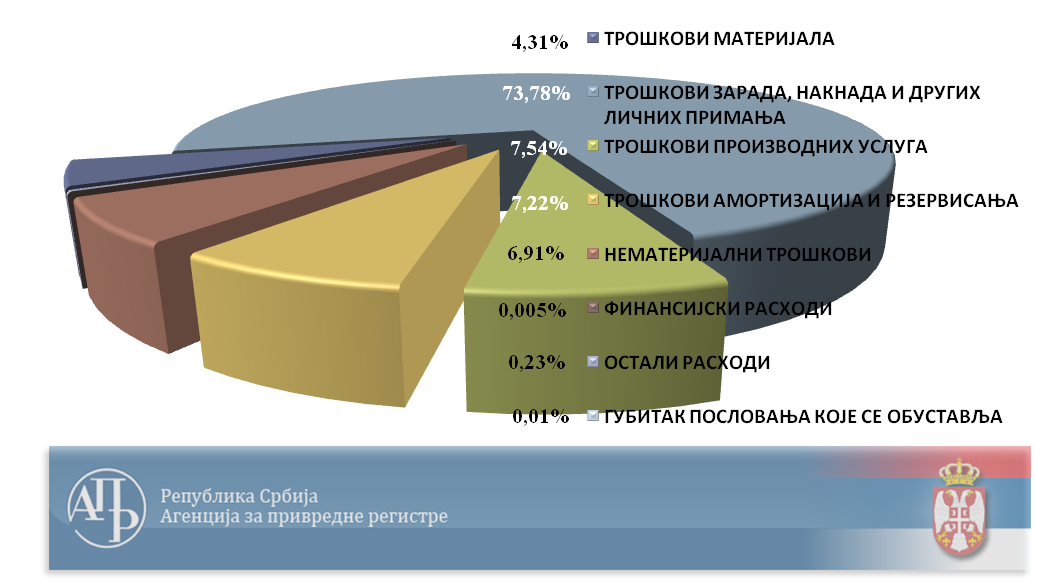 4,31% ТРОШКОВИ МАТЕРИЈАЛА
73,78% ТРОШКОВИ ЗАРАДА, НАКНАДА И ДРУГИХ
ЛИЧНИХ ПРИМАЊА
7,54% ТРОШКОВИ ПРОИЗВОДНИХ УСЛУГА
7,22% ТРОШКОВИ АМОРТИЗАЦИЈА И РЕЗЕРВИСАЊА
6,91% НЕМАТЕРИЈАЛНИ ТРОШКОВИ
0,005% ФИНАНСИЈСКИ РАСХОДИ
0,23% ОСТАЛИ РАСХОДИ
0,01% ГУБИТАК ПОСЛОВАЊА КОЈЕ СЕ ОБУСТАВЉА
АПР
Република Србија
Агенција за привредне регистре